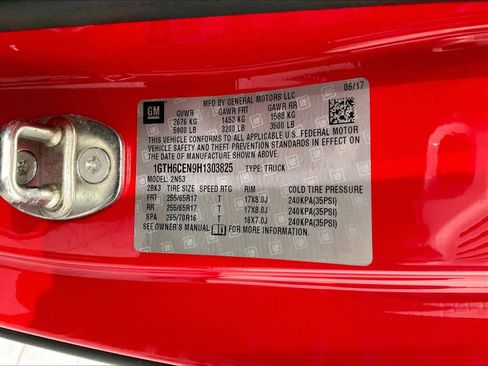 06/17
MFD BY GENERAL MOTORS LLC
GM GVWR GAWR FRT GAWR RR
2676 KG 1452 KG 1588 KG
5900 LB 3200 LB 3500 LB
THIS VEHICLE CONFORMS TO ALL APPLICABLE U.S. FEDERAL MOTOR
VEHICLE SAFETY AND THEFT PREVENTION STANDARDS IN EFFECT ON
THE DATE OF MANUFACTURE SHOWN ABOVE.
1GTH6CEN9H1303825 TYPE: TRUCK
MODEL: 2N53
2BK3 TIRE SIZE SPEED RTG RIM COLD TIRE PRESSURE
FRT 255/65R17 T 17X8.0J 240KPA(35PSI)
RR 255/65R17 T 17X8.0J 240KPA(35PSI)
SPA 265/70R16 T 16X7.0J 240KPA(35PSI)
SEE OWNER'S MANUAL FOR MORE INFORMATION.